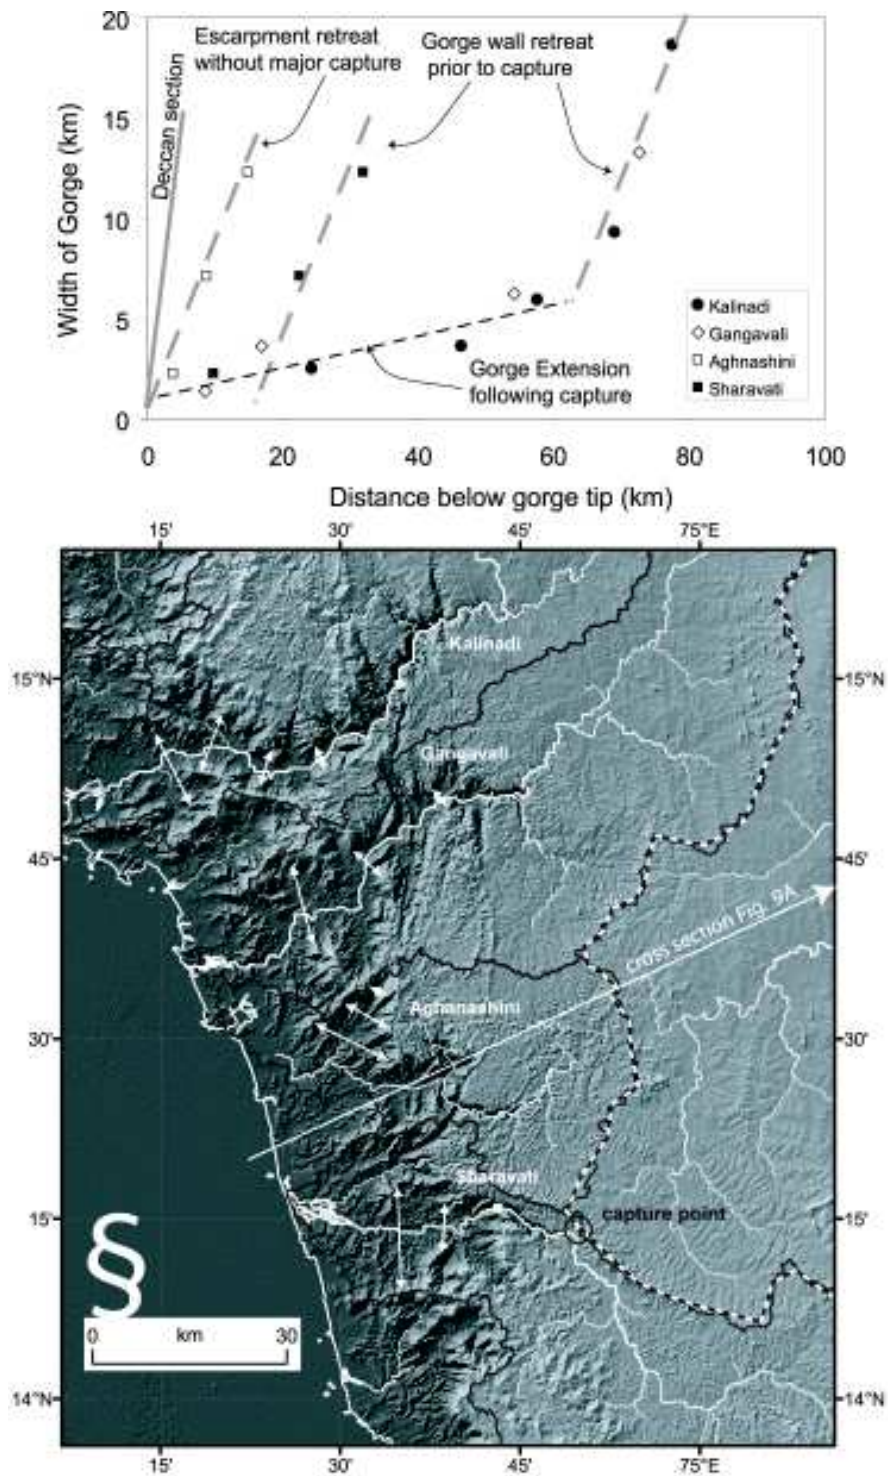 20
15
10
5
0
Width of Gorge (km)
Deccan section
Escarpment retreat
without major capture
Gorge wall retreat
prior to capture
Gorge Extension
following capture
Kalinadi
Gangavali
Aghnashini
Sharavati
0 20 40 60 80 100
Distance below gorge tip (km)
15' 30' 45' 75°E
Kalinadi
15°N 15°N
Gangavali
45' 45'
cross section Fig. 9A
Aghanashini
30' 30'
Sharavati
capture point
15' 15'
§
0 km 30
14°N 14°N
15' 30' 45' 75°E